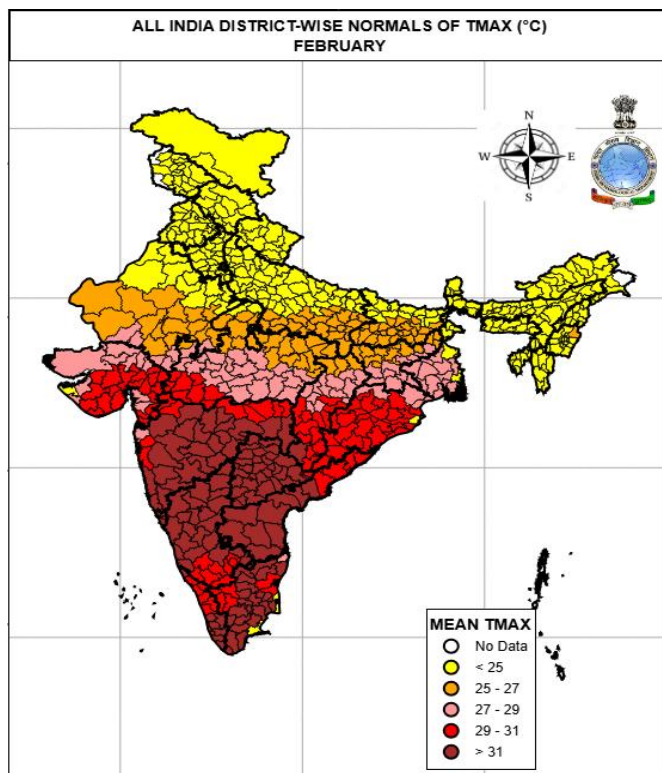 ALL INDIA DISTRICT-WISE NORMALS OF TMAX (°C)
FEBRUARY
N
W E
S
MEAN TMAX
No Data
< 25
25 - 27
27 - 29
29 - 31
> 31